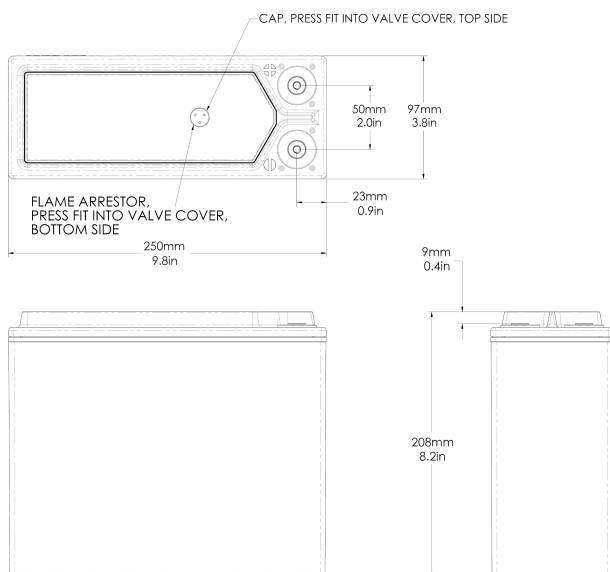 CAP, PRESS FIT INTO VALVE COVER, TOP SIDE
50mm
2.0in
97mm
3.8in
23mm
0.9in
FLAME ARRESTOR,
PRESS FIT INTO VALVE COVER,
BOTTOM SIDE
250mm
9.8in
9mm
0.4in
208mm
8.2in